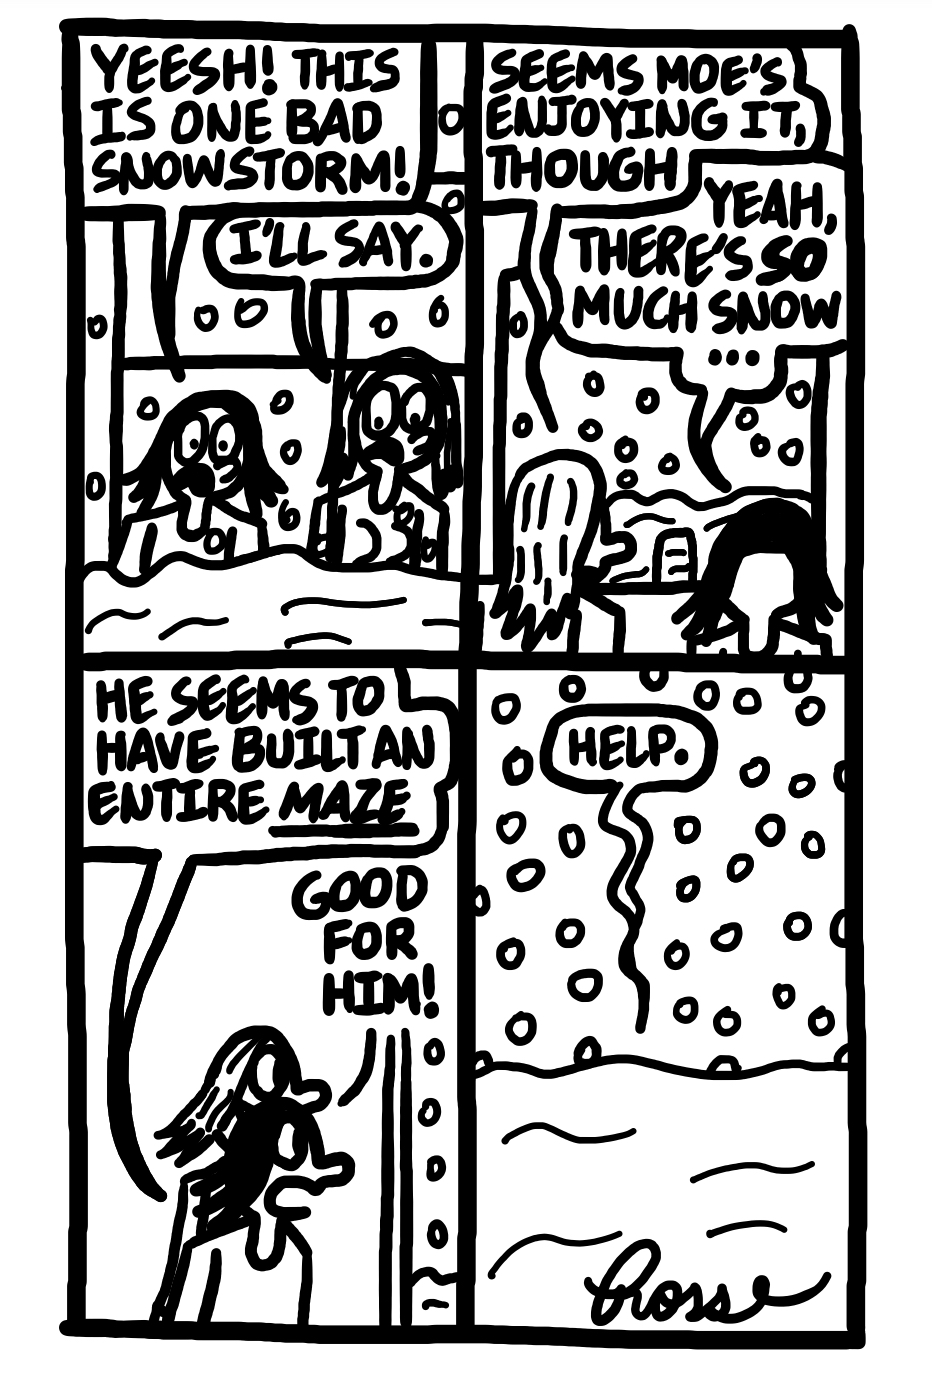 YEESH! THIS
IS ONE BAD
SNOWSTORM!
I'LL SAY.
SEEMS MOE'S
ENJOYING IT,
THOUGH
YEAH,
THERE'S SO
MUCH SNOW
...
HE SEEMS TO
HAVE BUILT AN
ENTIRE MAZE
GOOD
FOR
HIM!
HELP.
Rosse